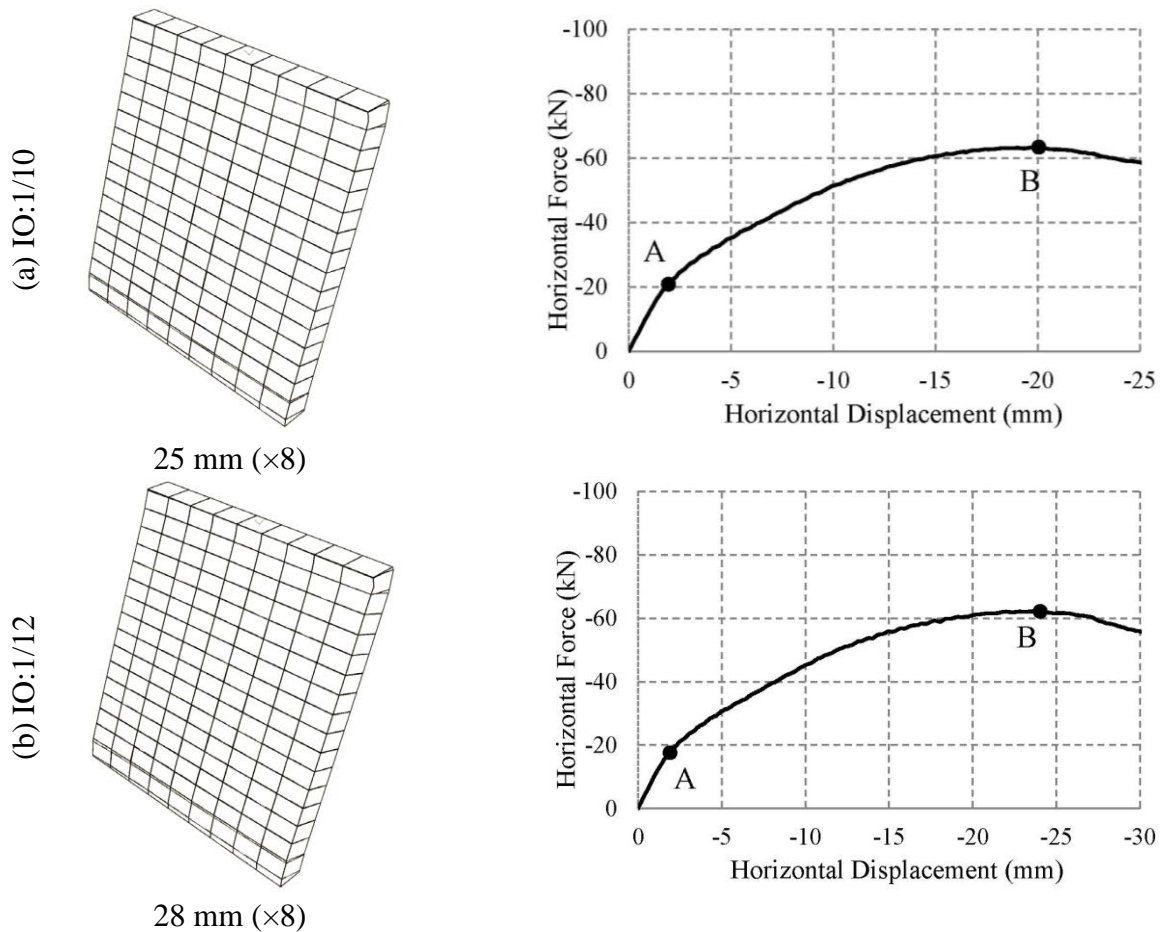 (a) IO:1/10
25 mm (×8)
Horizontal Force (kN)
-100
-80
-60
-40
-20
0
A
B
0 -5 -10 -15 -20 -25
Horizontal Displacement (mm)
(b) IO:1/12
28 mm (×8)
Horizontal Force (kN)
-100
-80
-60
-40
-20
0
A
B
0 -5 -10 -15 -20 -25 -30
Horizontal Displacement (mm)